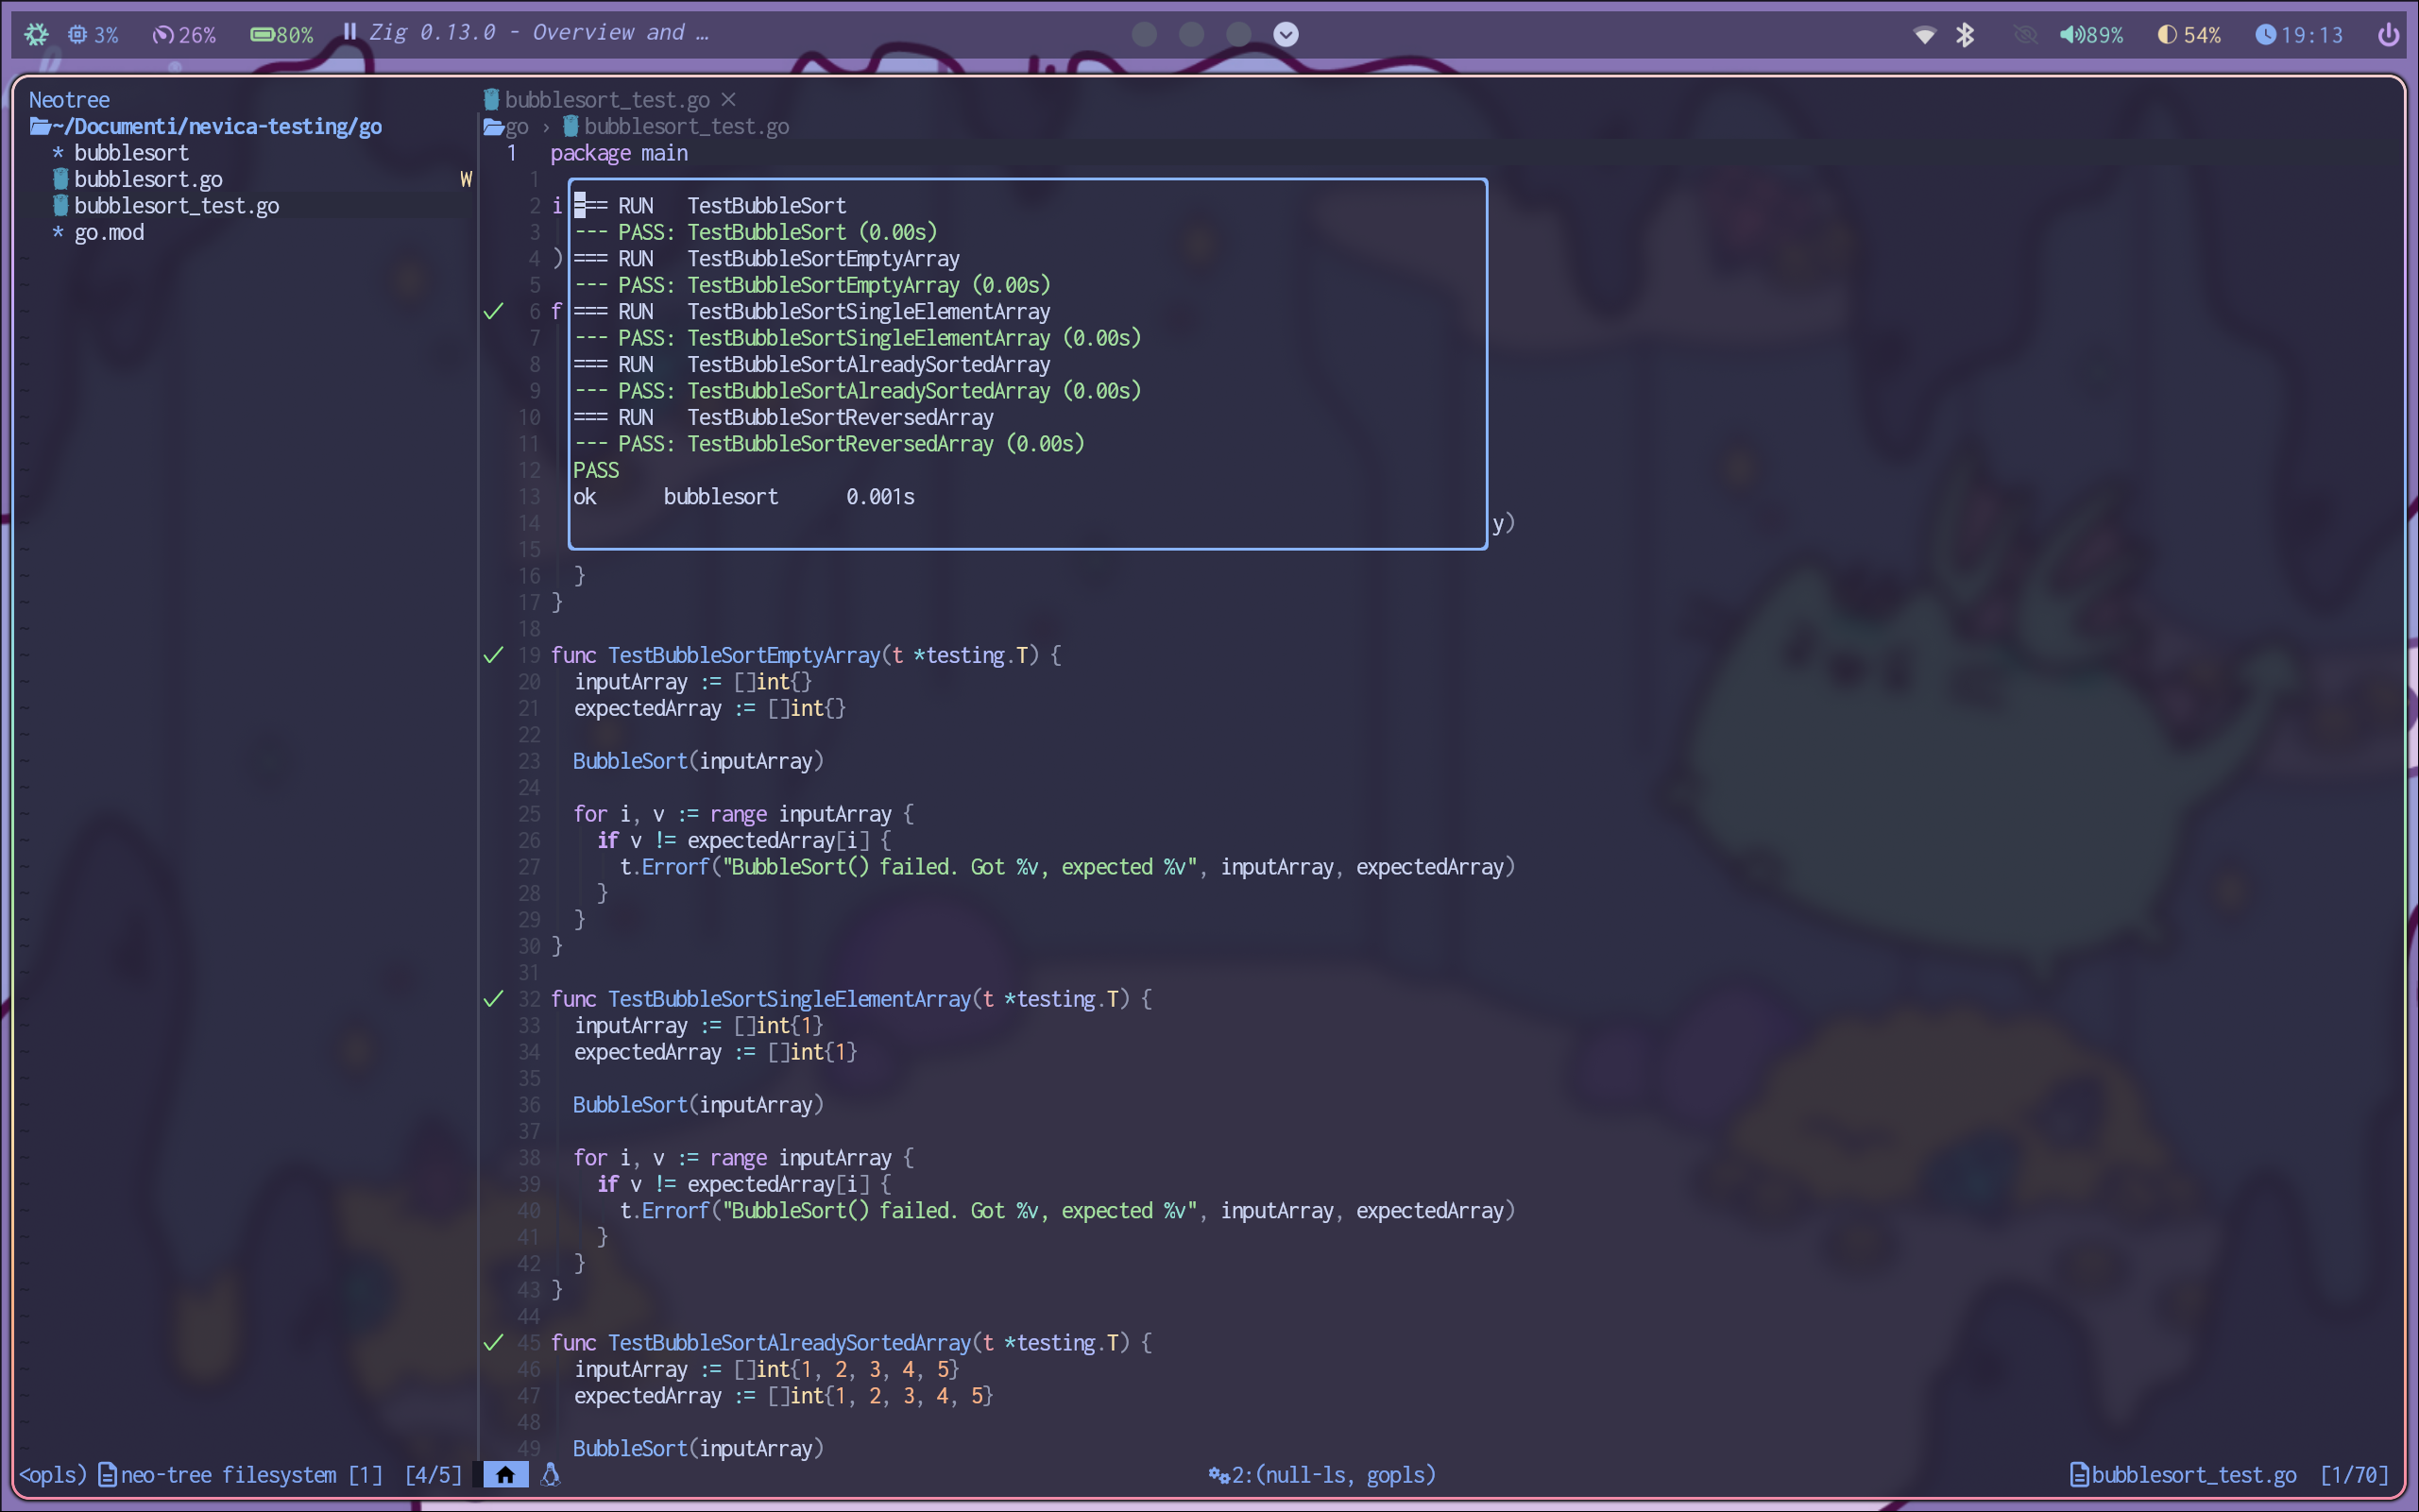 3% 26% 80% Zig 0.13.0 - Overview and … 89% 54% 19:13
Neotree
~/Documenti/nevica-testing/go
* bubblesort
bubblesort.go W
bubblesort_test.go
* go.mod
bubblesort_test.go ×
go › bubblesort_test.go
1 package main
1
2 i === RUN   TestBubbleSort
3 --- PASS: TestBubbleSort (0.00s)
4 ) === RUN   TestBubbleSortEmptyArray
5 --- PASS: TestBubbleSortEmptyArray (0.00s)
✓ 6 f === RUN   TestBubbleSortSingleElementArray
7 --- PASS: TestBubbleSortSingleElementArray (0.00s)
8 === RUN   TestBubbleSortAlreadySortedArray
9 --- PASS: TestBubbleSortAlreadySortedArray (0.00s)
10 === RUN   TestBubbleSortReversedArray
11 --- PASS: TestBubbleSortReversedArray (0.00s)
12 PASS
13 ok      bubblesort      0.001s
14 y)
15
16   }
17 }
18
✓ 19 func TestBubbleSortEmptyArray(t *testing.T) {
20   inputArray := []int{}
21   expectedArray := []int{}
22
23   BubbleSort(inputArray)
24
25   for i, v := range inputArray {
26     if v != expectedArray[i] {
27       t.Errorf("BubbleSort() failed. Got %v, expected %v", inputArray, expectedArray)
28     }
29   }
30 }
31
✓ 32 func TestBubbleSortSingleElementArray(t *testing.T) {
33   inputArray := []int{1}
34   expectedArray := []int{1}
35
36   BubbleSort(inputArray)
37
38   for i, v := range inputArray {
39     if v != expectedArray[i] {
40       t.Errorf("BubbleSort() failed. Got %v, expected %v", inputArray, expectedArray)
41     }
42   }
43 }
44
✓ 45 func TestBubbleSortAlreadySortedArray(t *testing.T) {
46   inputArray := []int{1, 2, 3, 4, 5}
47   expectedArray := []int{1, 2, 3, 4, 5}
48
49   BubbleSort(inputArray)
<opls) neo-tree filesystem [1] [4/5] 2:(null-ls, gopls) bubblesort_test.go [1/70]